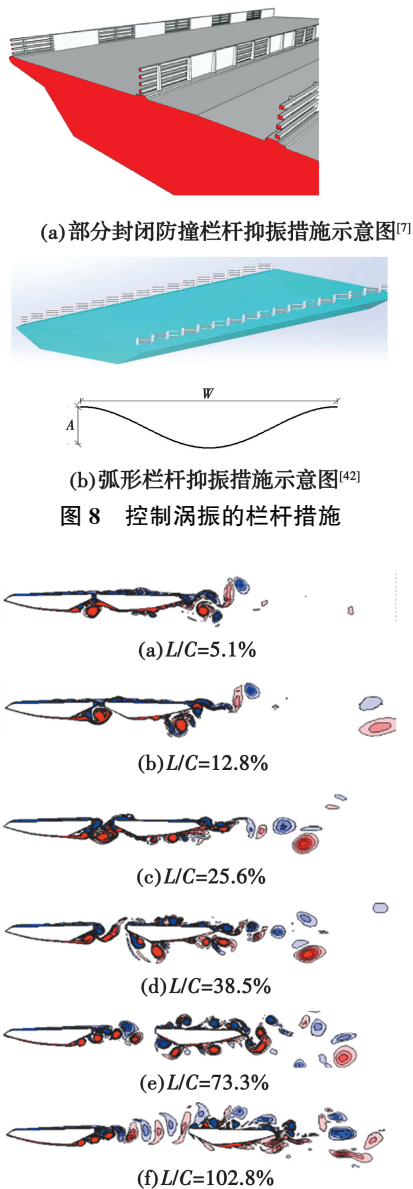 (a)部分封闭防撞栏杆抑振措施示意图[7]
W
A
(b)弧形栏杆抑振措施示意图[42]
图 8 控制涡振的栏杆措施
(a)L/C=5.1%
(b)L/C=12.8%
(c)L/C=25.6%
(d)L/C=38.5%
(e)L/C=73.3%
(f)L/C=102.8%